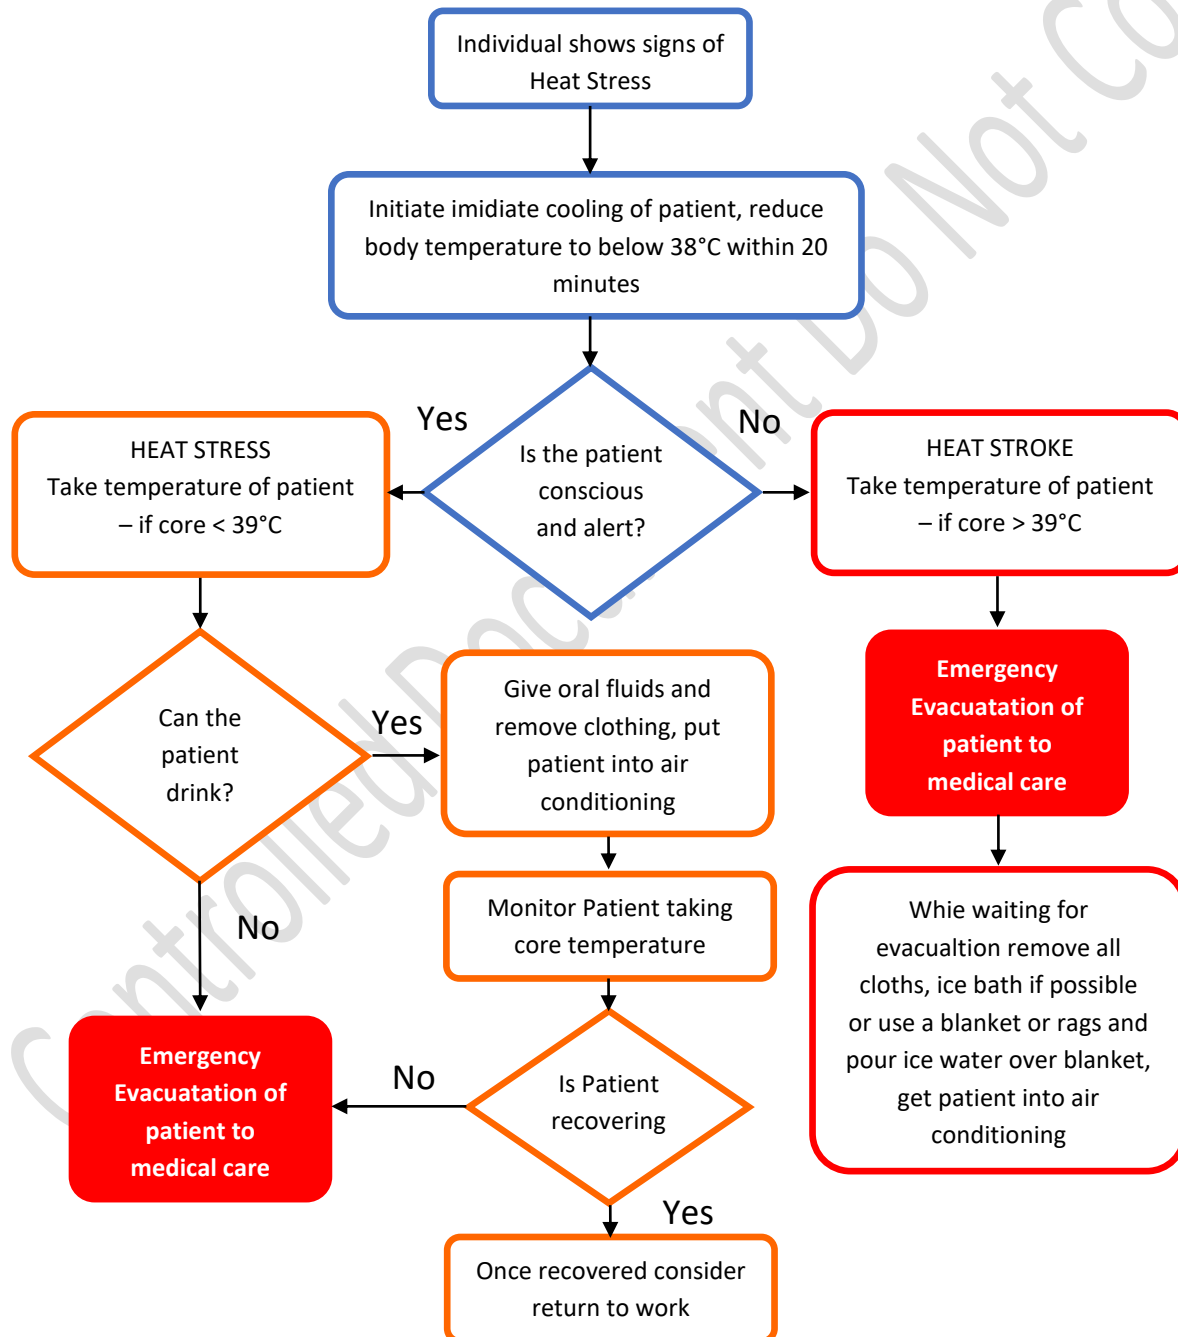 Individual shows signs of
Heat Stress
Initiate imidiate cooling of patient, reduce
body temperature to below 38°C within 20
minutes
Is the patient
conscious
and alert?
Yes
No
HEAT STRESS
Take temperature of patient
– if core < 39°C
HEAT STROKE
Take temperature of patient
– if core > 39°C
Can the
patient
drink?
Yes
No
Give oral fluids and
remove clothing, put
patient into air
conditioning
Emergency
Evacuatation of
patient to
medical care
Monitor Patient taking
core temperature
Whie waiting for
evacualtion remove all
cloths, ice bath if possible
or use a blanket or rags and
pour ice water over blanket,
get patient into air
conditioning
Is Patient
recovering
No
Yes
Emergency
Evacuatation of
patient to
medical care
Once recovered consider
return to work
Controlled Document Do Not Co